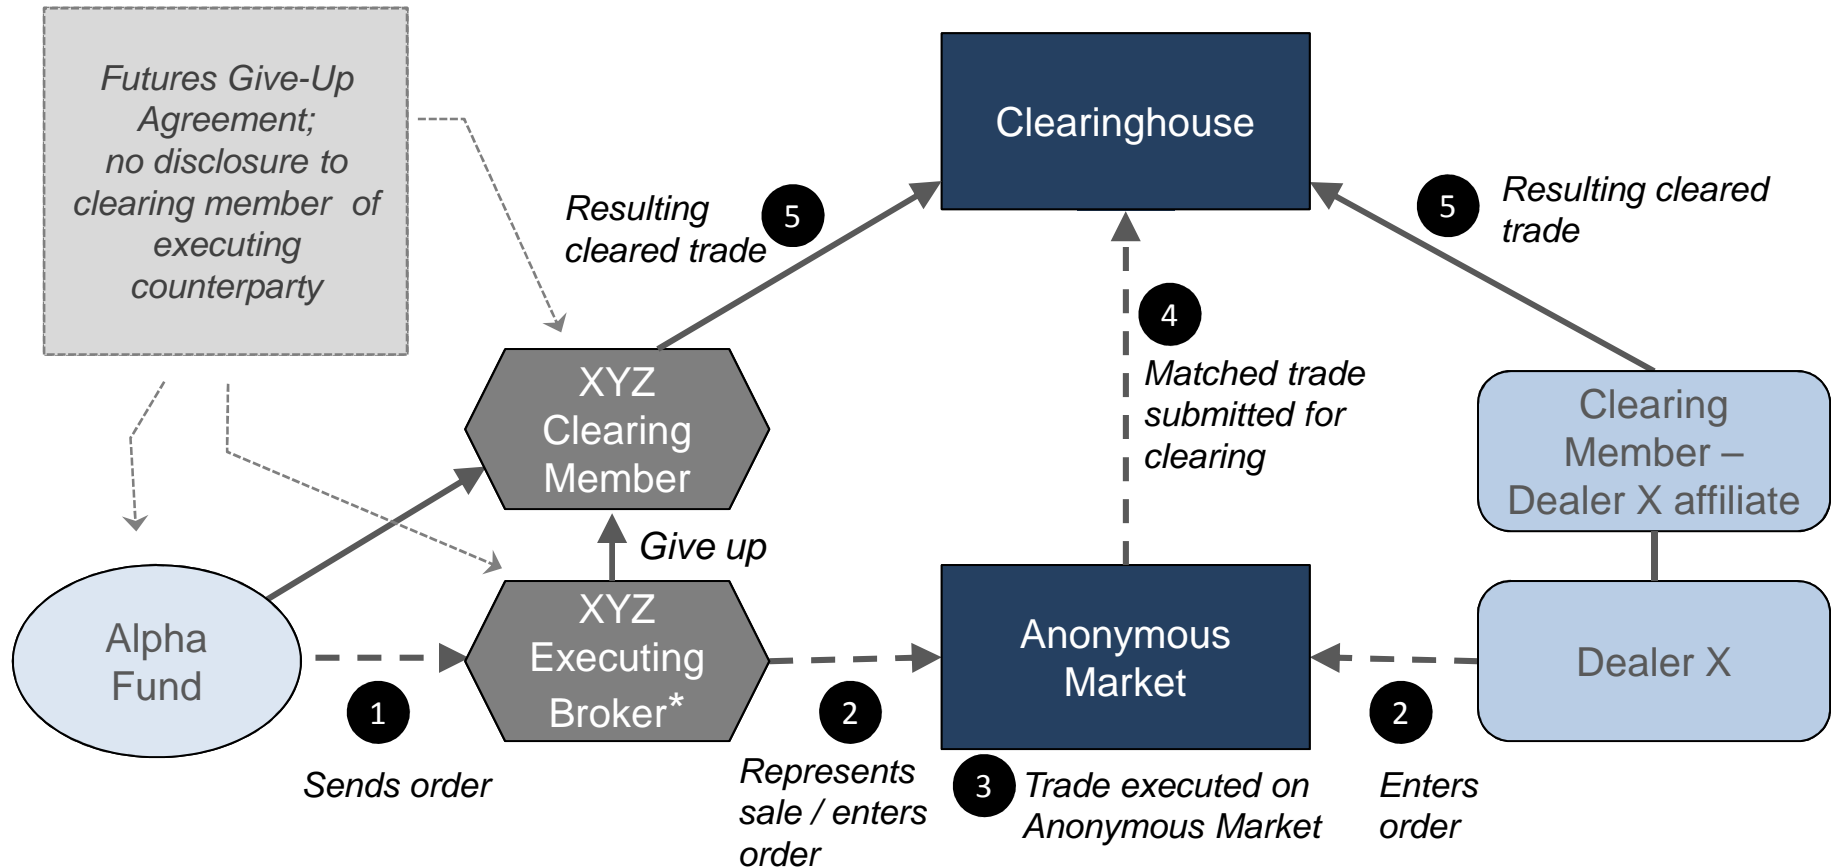 Futures Give-Up
Agreement;
no disclosure to
clearing member of
executing
counterparty
Clearinghouse
Resulting
cleared trade
5
5
Resulting cleared
trade
4
Matched trade
submitted for
clearing
XYZ
Clearing
Member
Clearing
Member –
Dealer X affiliate
Give up
Alpha
Fund
XYZ
Executing
Broker*
Anonymous
Market
Dealer X
1
Sends order
2
Represents
sale / enters
order
3
Trade executed on
Anonymous Market
2
Enters
order